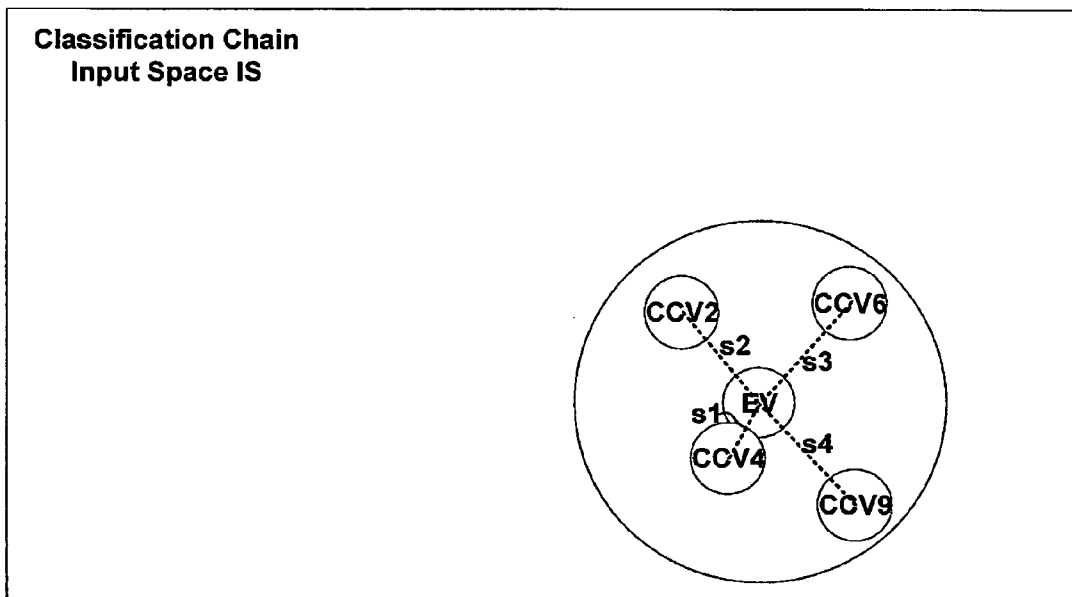 Classification Chain
Input Space IS
CCV2
CCV6
s2
s3
EV
s1
s4
CCV4
CCV9